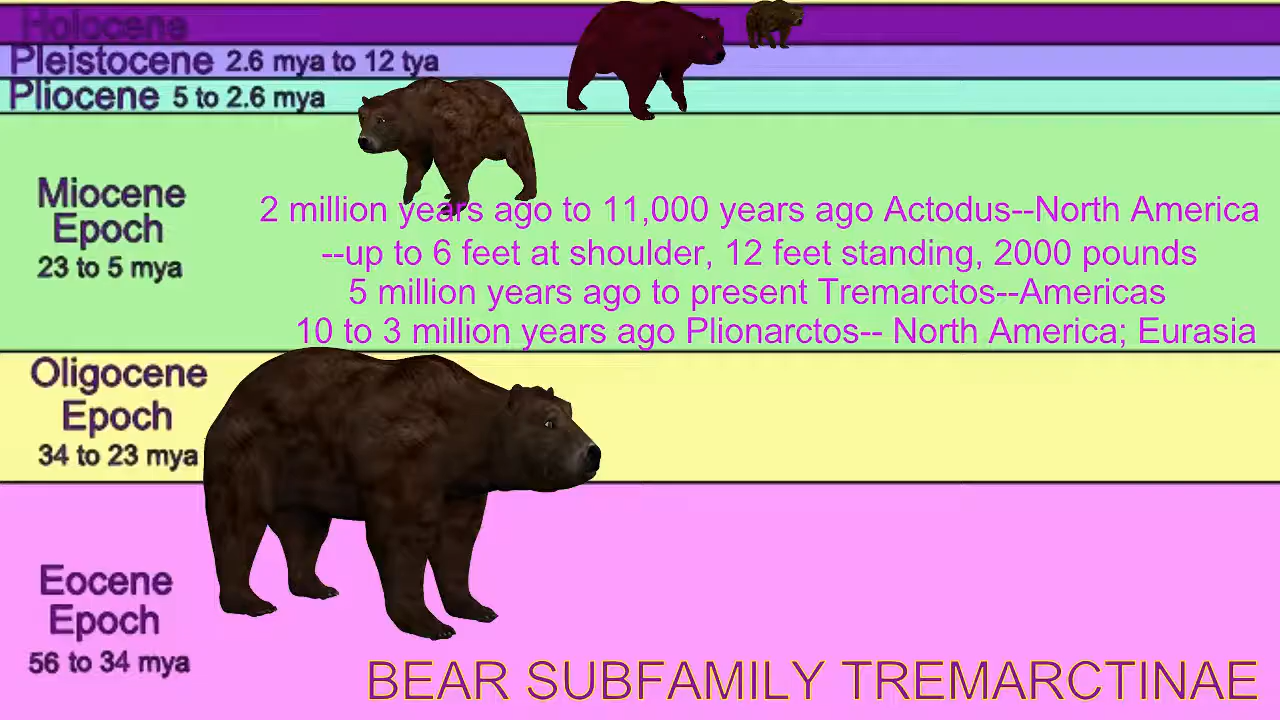 Holocene
Pleistocene 2.6 mya to 12 tya
Pliocene 5 to 2.6 mya
Miocene
Epoch
23 to 5 mya
2 million years ago to 11,000 years ago Actodus--North America
--up to 6 feet at shoulder, 12 feet standing, 2000 pounds
5 million years ago to present Tremarctos--Americas
10 to 3 million years ago Plionarctos-- North America; Eurasia
Oligocene
Epoch
34 to 23 mya
Eocene
Epoch
56 to 34 mya
BEAR SUBFAMILY TREMARCTINAE